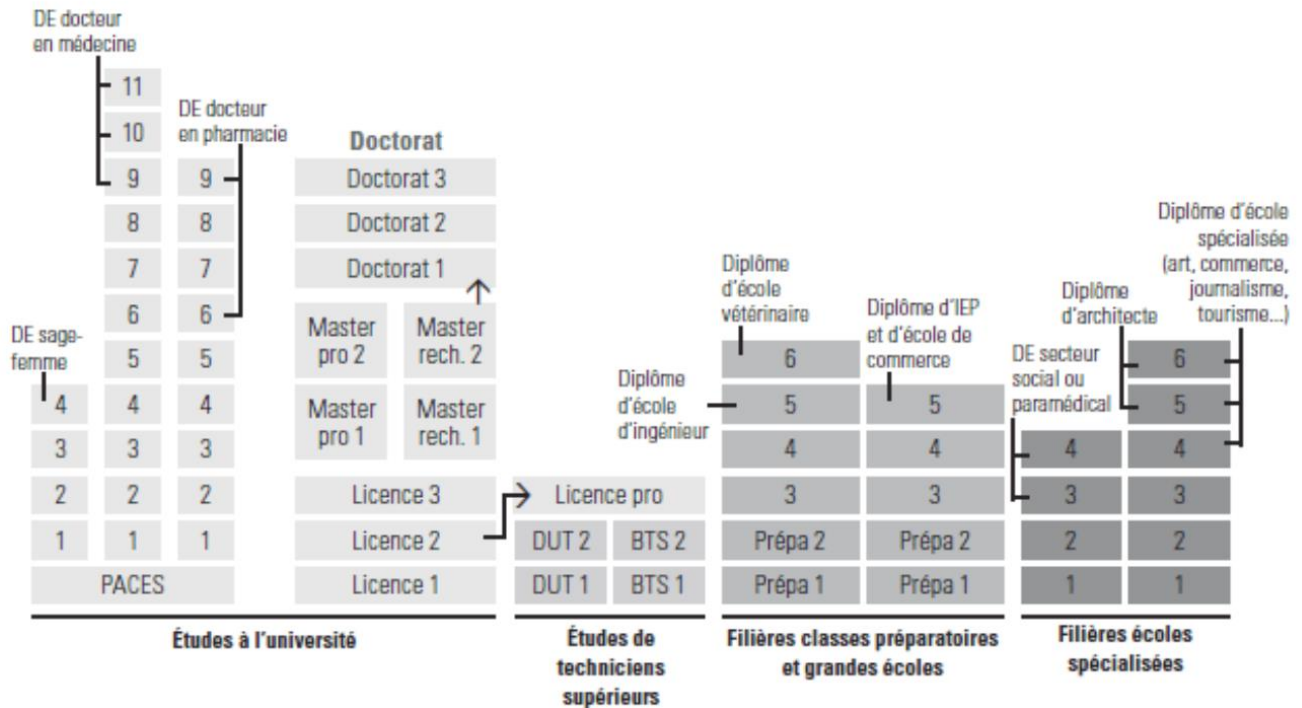 DE docteur
en médecine
11
10
9
8
7
6
5
4
3
2
1
DE docteur
en pharmacie
9
8
7
6
5
4
3
2
1
DE sage-
femme
4
3
2
1
PACES
Doctorat
Doctorat 3
Doctorat 2
Doctorat 1
Master
pro 2
Master
rech. 2
Master
pro 1
Master
rech. 1
Licence 3
Licence 2
Licence 1
Études à l'université
Licence pro
DUT 2
BTS 2
DUT 1
BTS 1
Études de
techniciens
supérieurs
Diplôme
d'école
vétérinaire
Diplôme
d'école
d'ingénieur
6
5
4
3
Prépa 2
Prépa 1
Diplôme d'IEP
et d'école de
commerce
5
4
3
Prépa 2
Prépa 1
Filières classes préparatoires
et grandes écoles
DE secteur
social ou
paramédical
4
3
2
1
Diplôme
d'architecte
Diplôme d'école
spécialisée
(art, commerce,
journalisme,
tourisme...)
6
5
4
3
2
1
Filières écoles
spécialisées